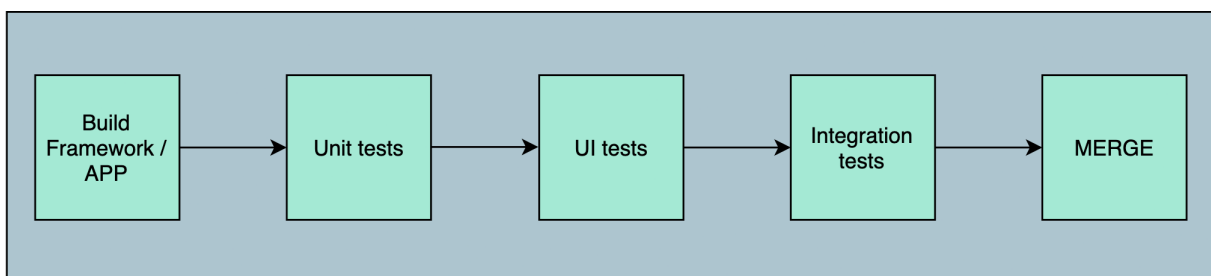 Build
Framework /
APP
Unit tests
UI tests
Integration
tests
MERGE